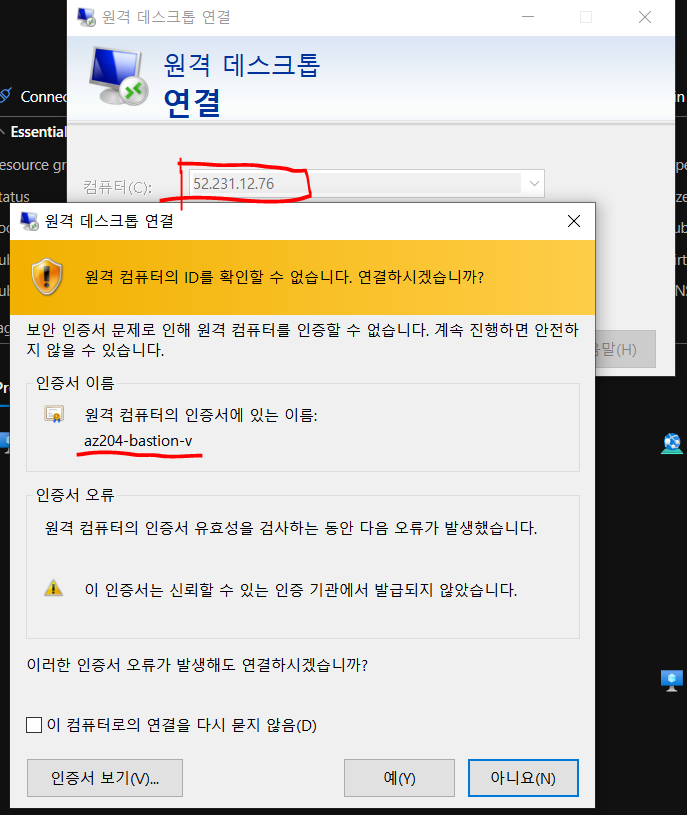 원격 데스크톱 연결
원격 데스크톱
연결
Connec
in
Essential
esource gr
tatus
컴퓨터(C):
52.231.12.76
원격 데스크톱 연결
원격 컴퓨터의 ID를 확인할 수 없습니다. 연결하시겠습니까?
보안 인증서 문제로 인해 원격 컴퓨터를 인증할 수 없습니다. 계속 진행하면 안전하
지 않을 수 있습니다.
말(H)
인증서 이름
원격 컴퓨터의 인증서에 있는 이름:
az204-bastion-v
인증서 오류
원격 컴퓨터의 인증서 유효성을 검사하는 동안 다음 오류가 발생했습니다.
이 인증서는 신뢰할 수 있는 인증 기관에서 발급되지 않았습니다.
이러한 인증서 오류가 발생해도 연결하시겠습니까?
이 컴퓨터로의 연결을 다시 묻지 않음(D)
인증서 보기(V)...
예(Y)
아니요(N)